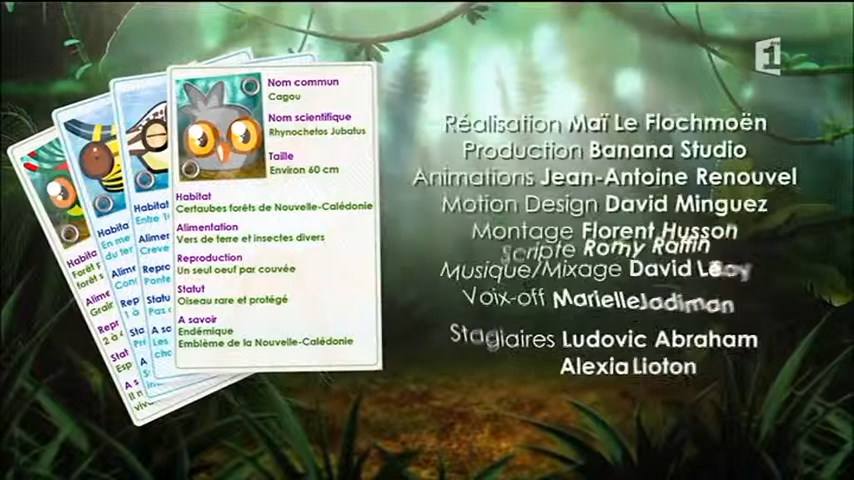 Nom commun
Cagou
Nom scientifique
Rhynochetos Jubatus
Taille
Environ 60 cm
Habitat
Certaubes forêts de Nouvelle-Calédonie
Alimentation
Vers de terre et insectes divers
Reproduction
Un seul oeuf par couvée
Statut
Oiseau rare et protégé
A savoir
Endémique
Emblème de la Nouvelle-Calédonie
1
Réalisation Maï Le Flochmoën
Production Banana Studio
Animations Jean-Antoine Renouvel
Motion Design David Minguez
Montage Florent Husson
Scripte Romy Raffin
Musique/Mixage David
Voix-off Marielle Jadiman
Stagiaires Ludovic Abraham
Alexia Lioton